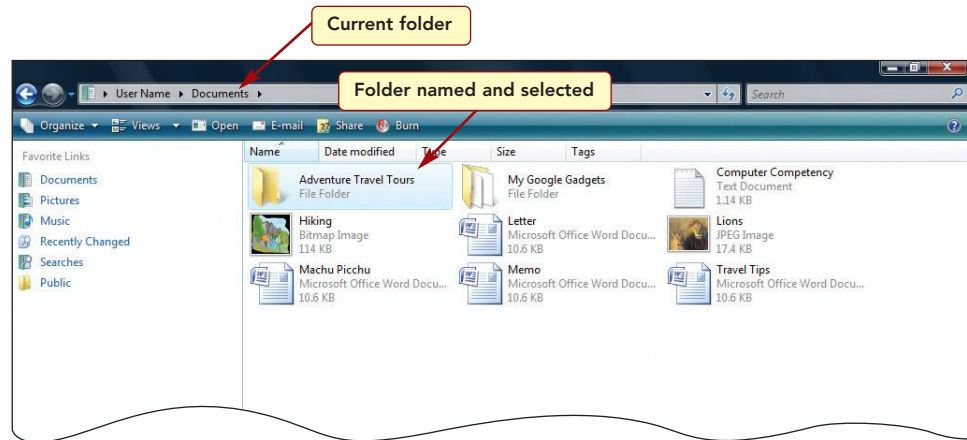 Current folder
User Name Documents
Folder named and selected
Search
Organize Views Open E-mail Share Burn
Favorite Links
Documents
Pictures
Music
Recently Changed
Searches
Public
Name Date modified Type Size Tags
Adventure Travel Tours
File Folder
My Google Gadgets
File Folder
Computer Competency
Text Document
1.14 KB
Hiking
Bitmap Image
114 KB
Letter
Microsoft Office Word Docu...
10.6 KB
Lions
JPEG Image
17.4 KB
Machu Picchu
Microsoft Office Word Docu...
10.6 KB
Memo
Microsoft Office Word Docu...
10.6 KB
Travel Tips
Microsoft Office Word Docu...
10.6 KB